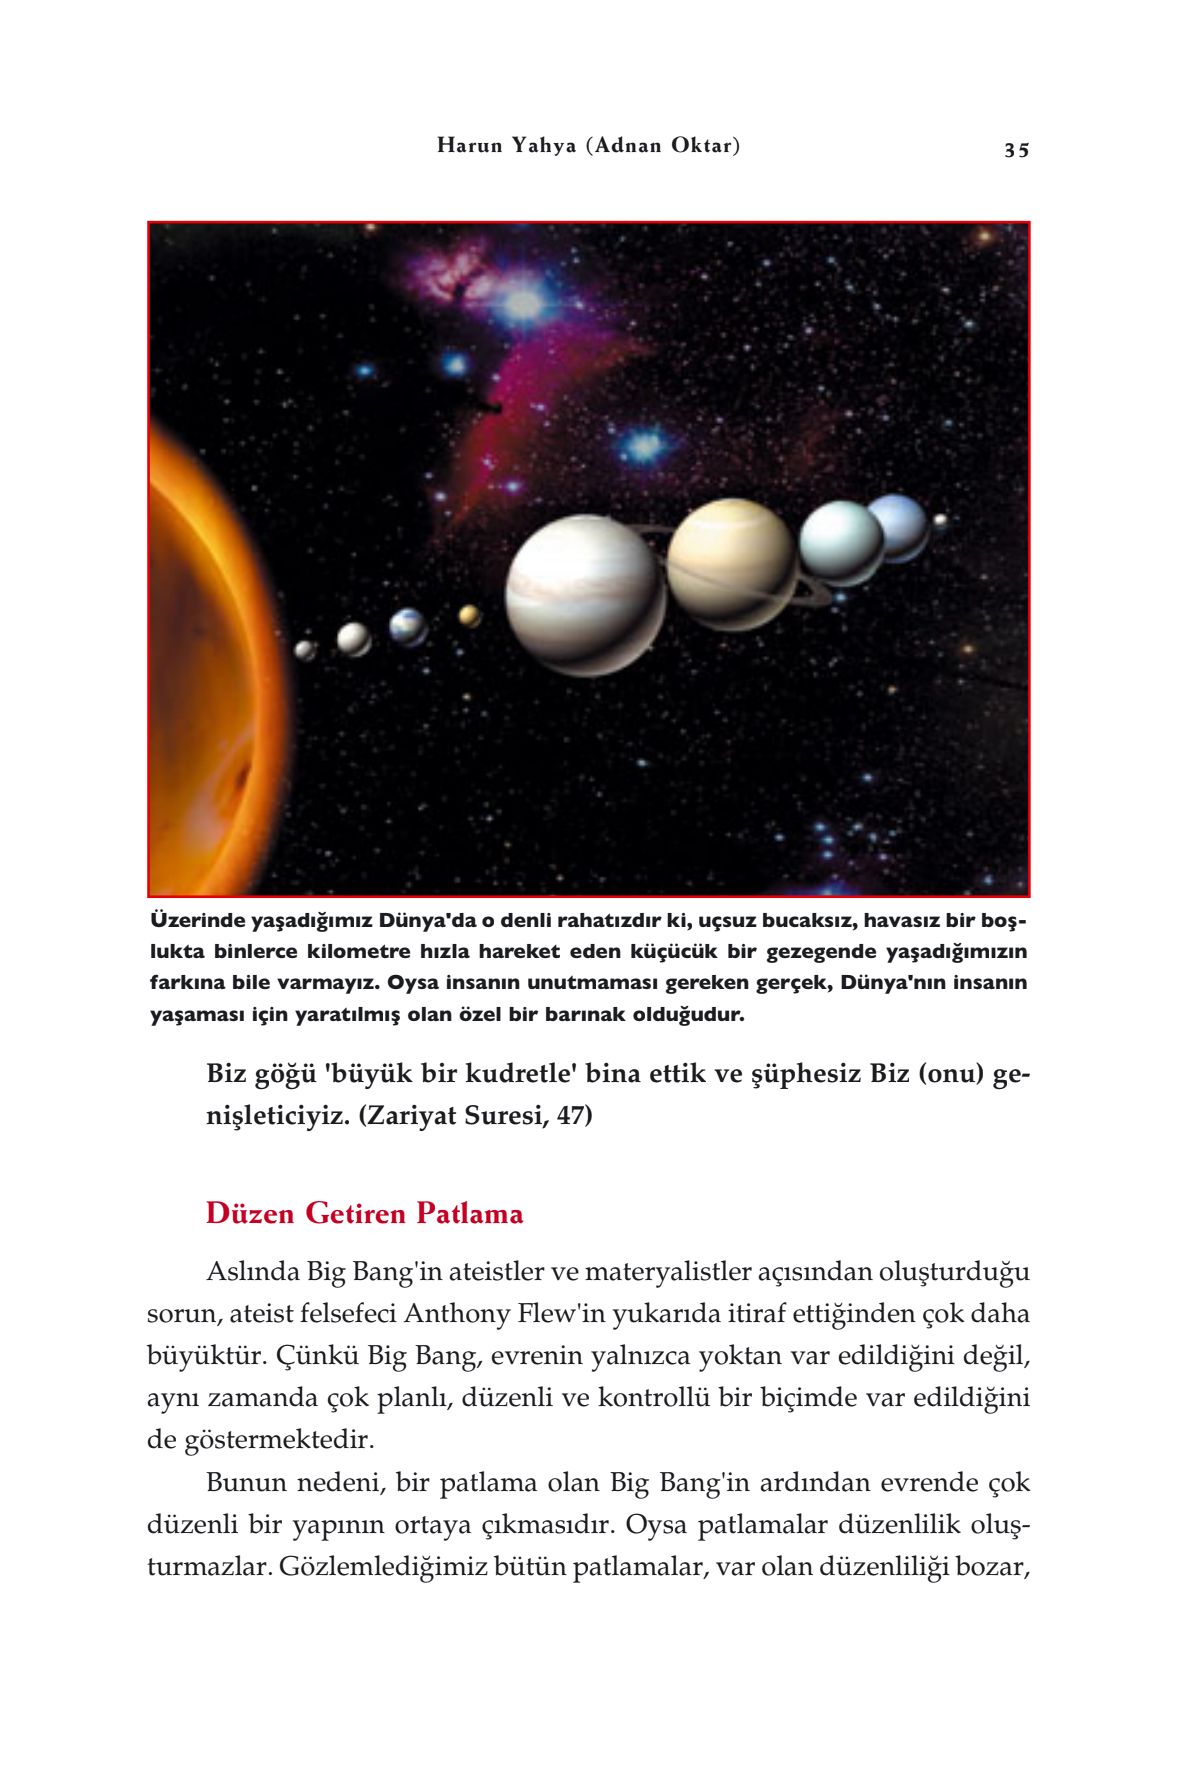 Harun Yahya (Adnan Oktar)
35
Üzerinde yaşadığımız Dünya'da o denli rahatızdır ki, uçsuz bucaksız, havasız bir boş-
lukta binlerce kilometre hızla hareket eden küçücük bir gezegende yaşadığımızın
farkına bile varmayız. Oysa insanın unutmaması gereken gerçek, Dünya'nın insanın
yaşaması için yaratılmış olan özel bir barınak olduğudur.
Biz göğü 'büyük bir kudretle' bina ettik ve şüphesiz Biz (onu) ge-
nişleticiyiz. (Zariyat Suresi, 47)
Düzen Getiren Patlama
Aslında Big Bang'in ateistler ve materyalistler açısından oluşturduğu
sorun, ateist felsefeci Anthony Flew'in yukarıda itiraf ettiğinden çok daha
büyüktür. Çünkü Big Bang, evrenin yalnızca yoktan var edildiğini değil,
aynı zamanda çok planlı, düzenli ve kontrollü bir biçimde var edildiğini
de göstermektedir.
Bunun nedeni, bir patlama olan Big Bang'in ardından evrende çok
düzenli bir yapının ortaya çıkmasıdır. Oysa patlamalar düzenlilik oluş-
turmazlar. Gözlemlediğimiz bütün patlamalar, var olan düzenliliği bozar,